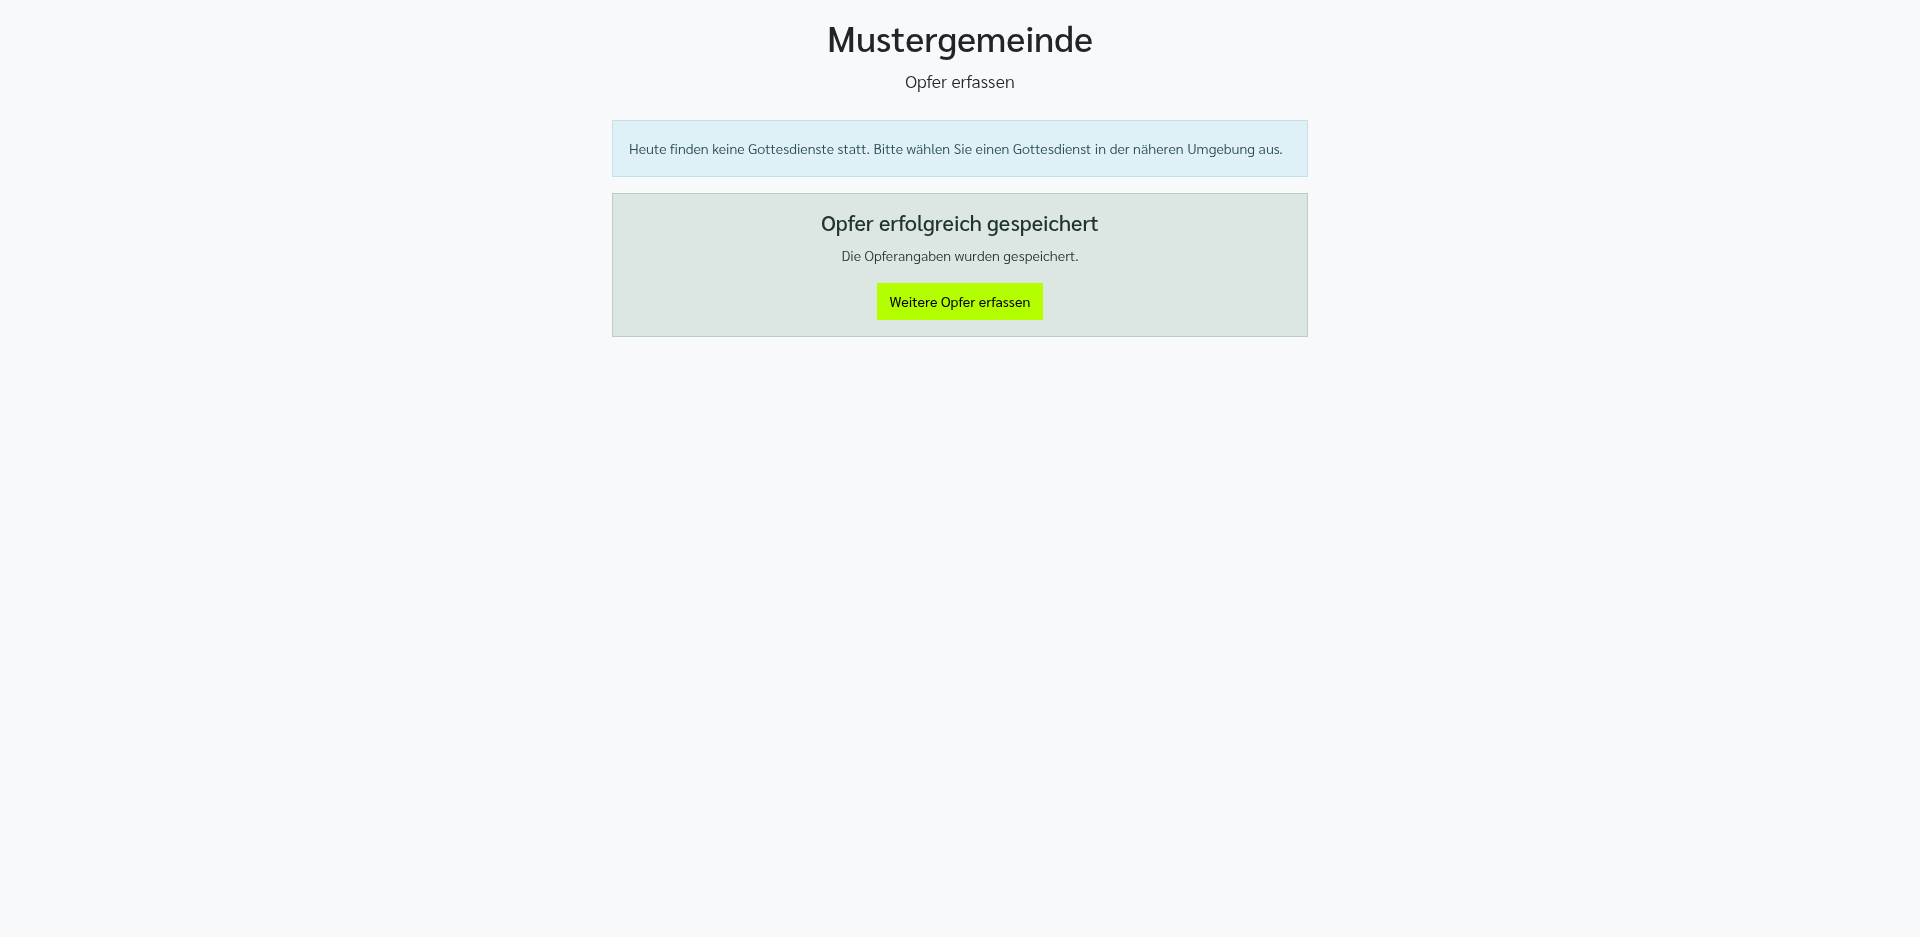 Mustergemeinde
Opfer erfassen
Heute finden keine Gottesdienste statt. Bitte wählen Sie einen Gottesdienst in der näheren Umgebung aus.
Opfer erfolgreich gespeichert
Die Opferangaben wurden gespeichert.
Weitere Opfer erfassen